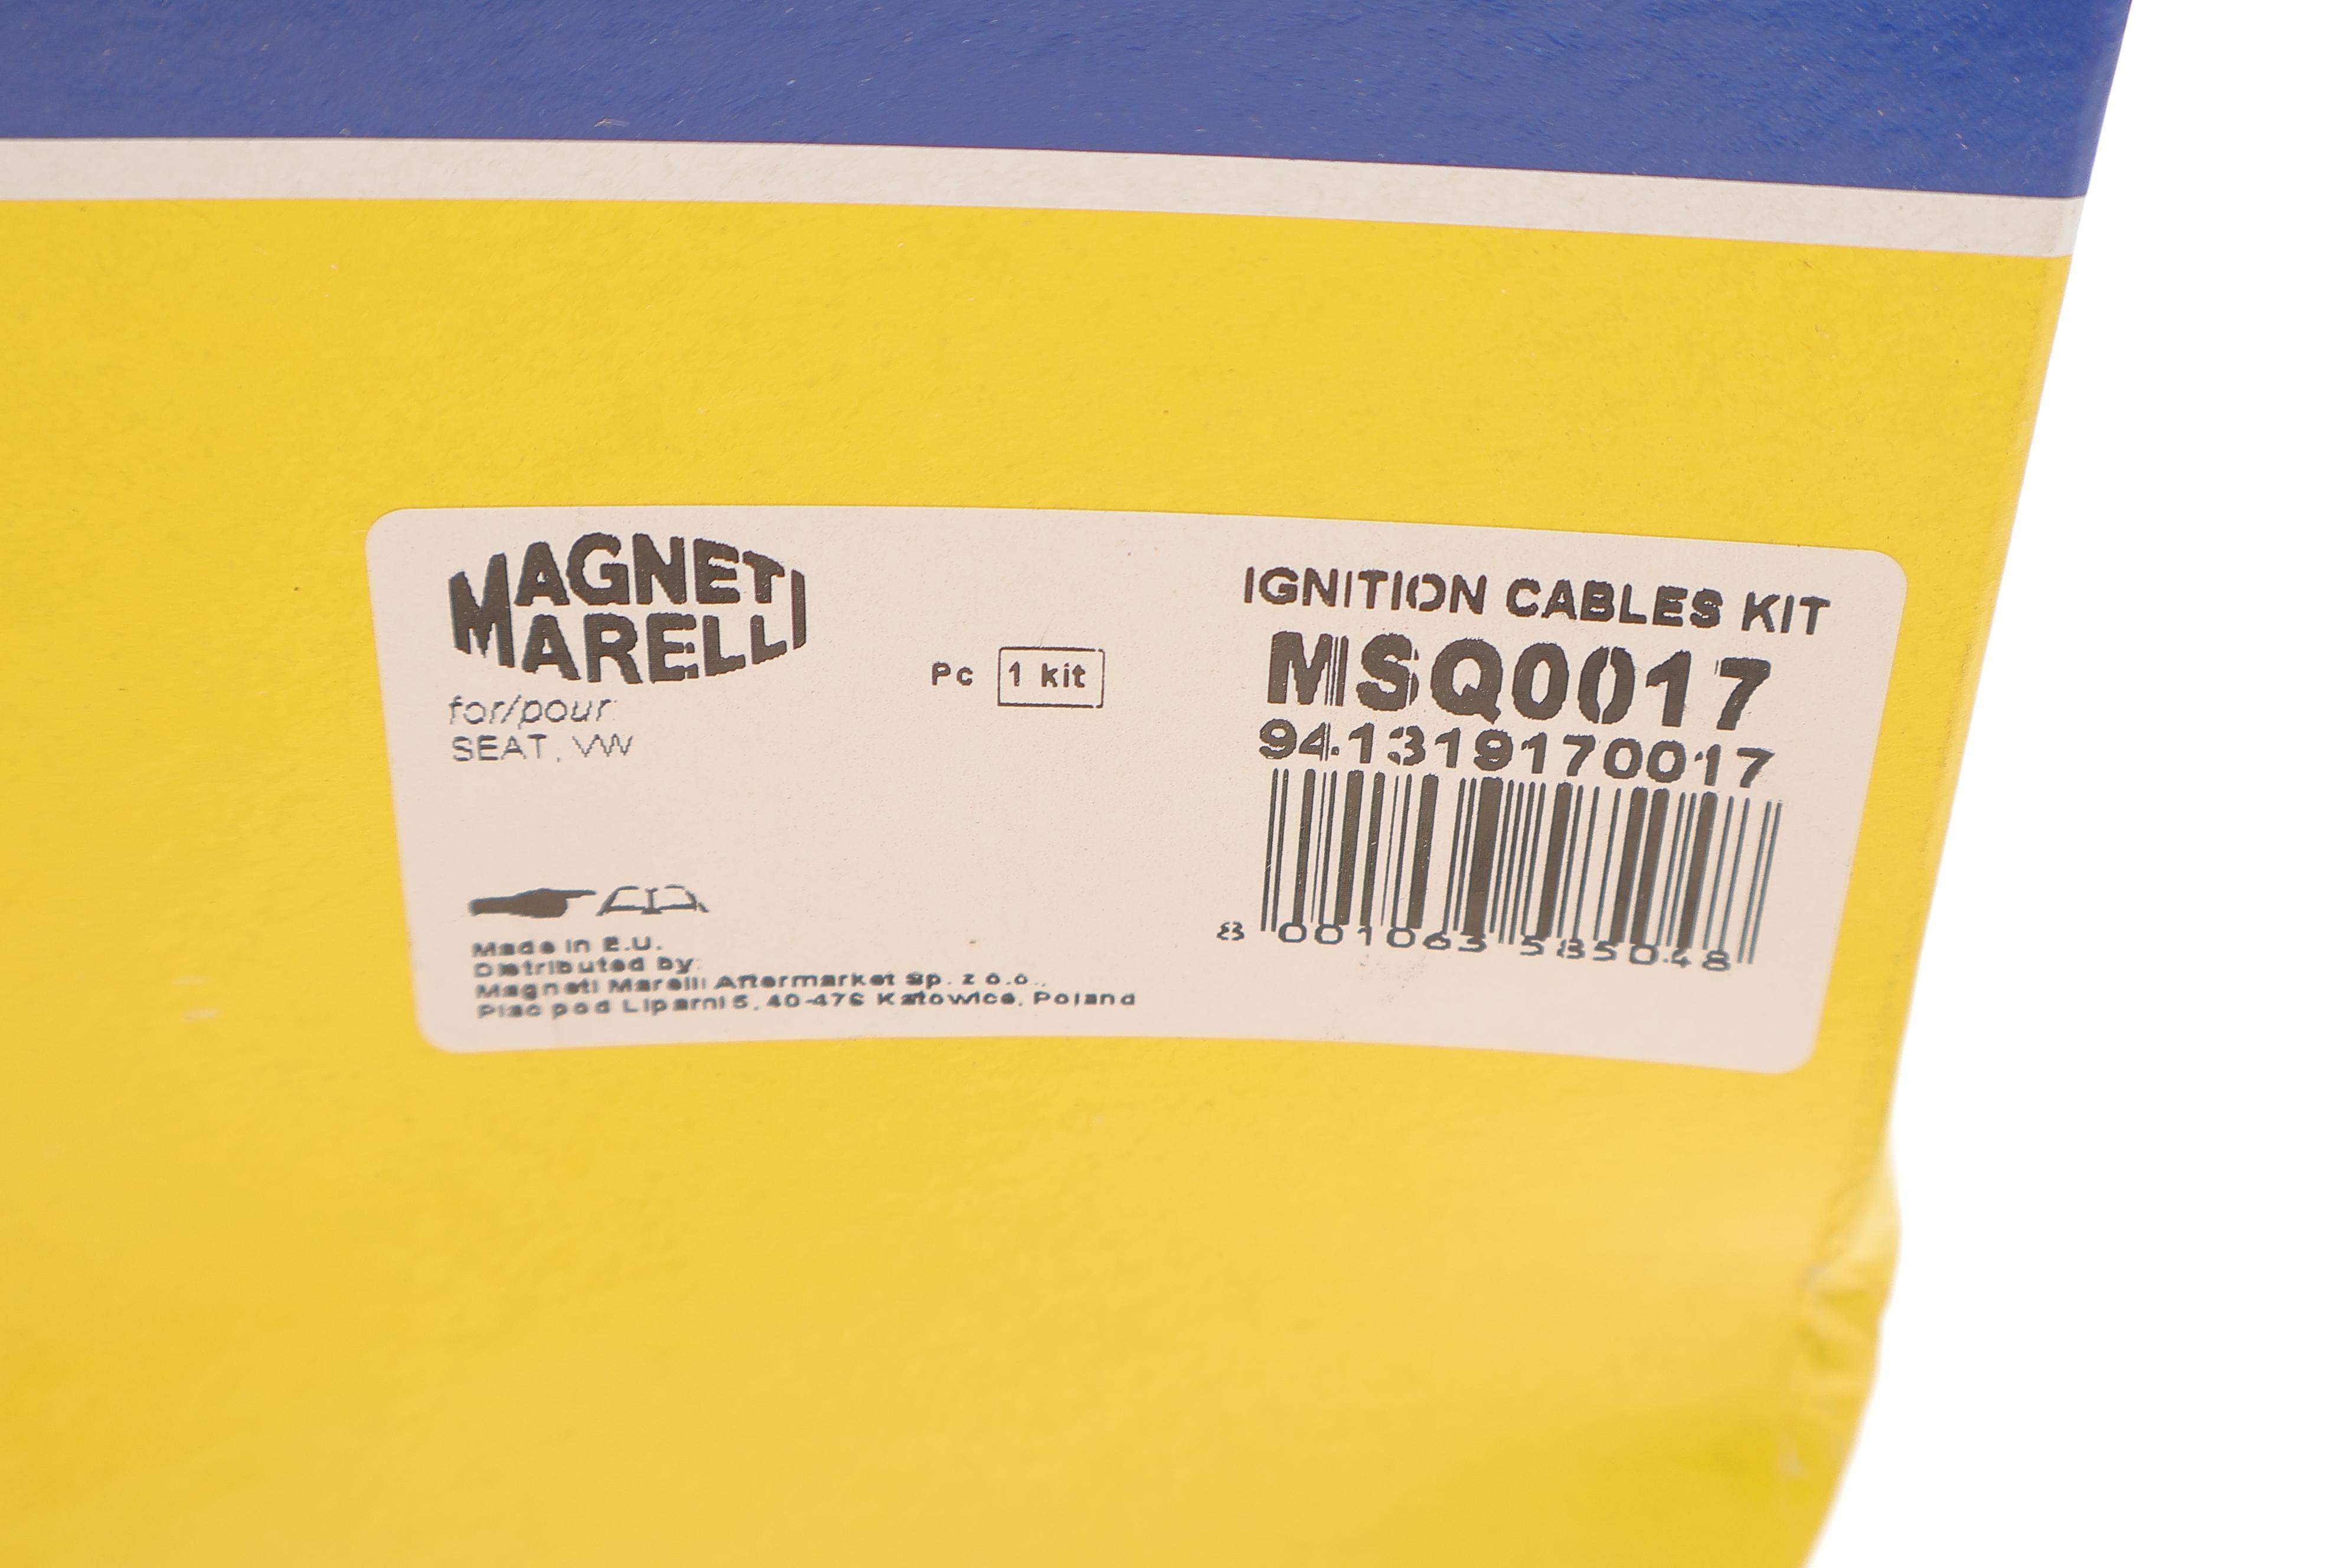 MAGNETI
MARELLI
for/pour
SEAT, VW
Pc 1 kit
IGNITION CABLES KIT
MSQ0017
941319170017
8 001063 585048
Made in E.U.
Distributed by:
Magneti Marelli Aftermarket Sp. z o.o.,
Plac pod Lipami 5, 40-476 Katowice, Poland